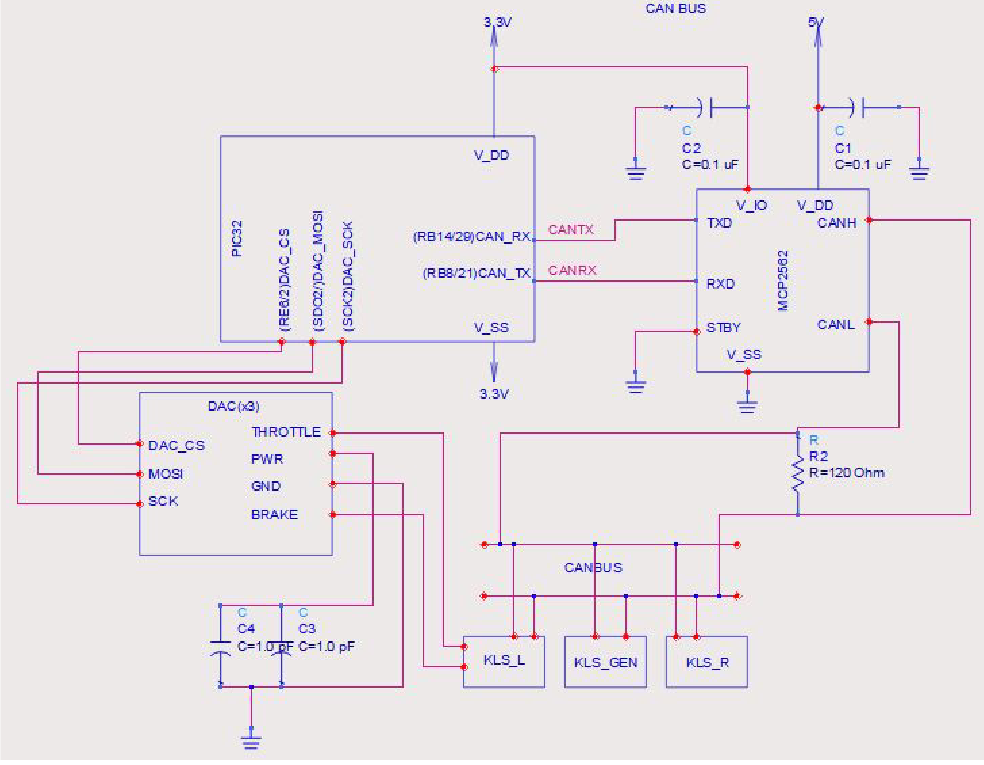 CAN BUS
3.3V
5V
C
C2
C=0.1 uF
C
C1
C=0.1 uF
V_DD
V_IO
V_DD
TXD
CANH
PIC32
(RE6/2)DAC_CS
(SDO2/)DAC_MOSI
(SCK2)DAC_SCK
(RB14/29)CAN_RX
CANTX
(RB8/21)CAN_TX
CANRX
MCP2562
RXD
V_SS
STBY
CANL
V_SS
3.3V
DAC(x3)
THROTTLE
DAC_CS
PWR
MOSI
GND
SCK
BRAKE
R
R2
R=120 Ohm
CANBUS
C
C4
C=1.0 pF
C
C3
C=1.0 pF
KLS_L
KLS_GEN
KLS_R